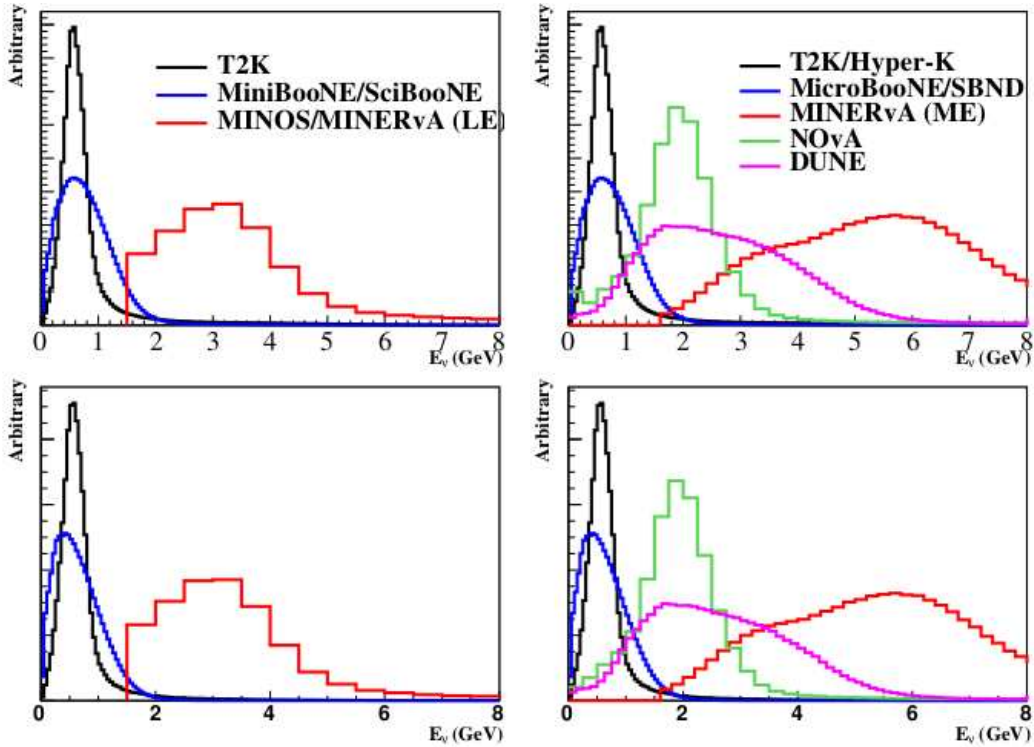 Arbitrary
T2K
MiniBooNE/SciBooNE
MINOS/MINERvA (LE)
0 1 2 3 4 5 6 7 8
Eν (GeV)
Arbitrary
T2K/Hyper-K
MicroBooNE/SBND
MINERvA (ME)
NOvA
DUNE
0 1 2 3 4 5 6 7 8
Eν (GeV)
Arbitrary
0 2 4 6 8
Eν (GeV)
Arbitrary
0 2 4 6 8
Eν (GeV)